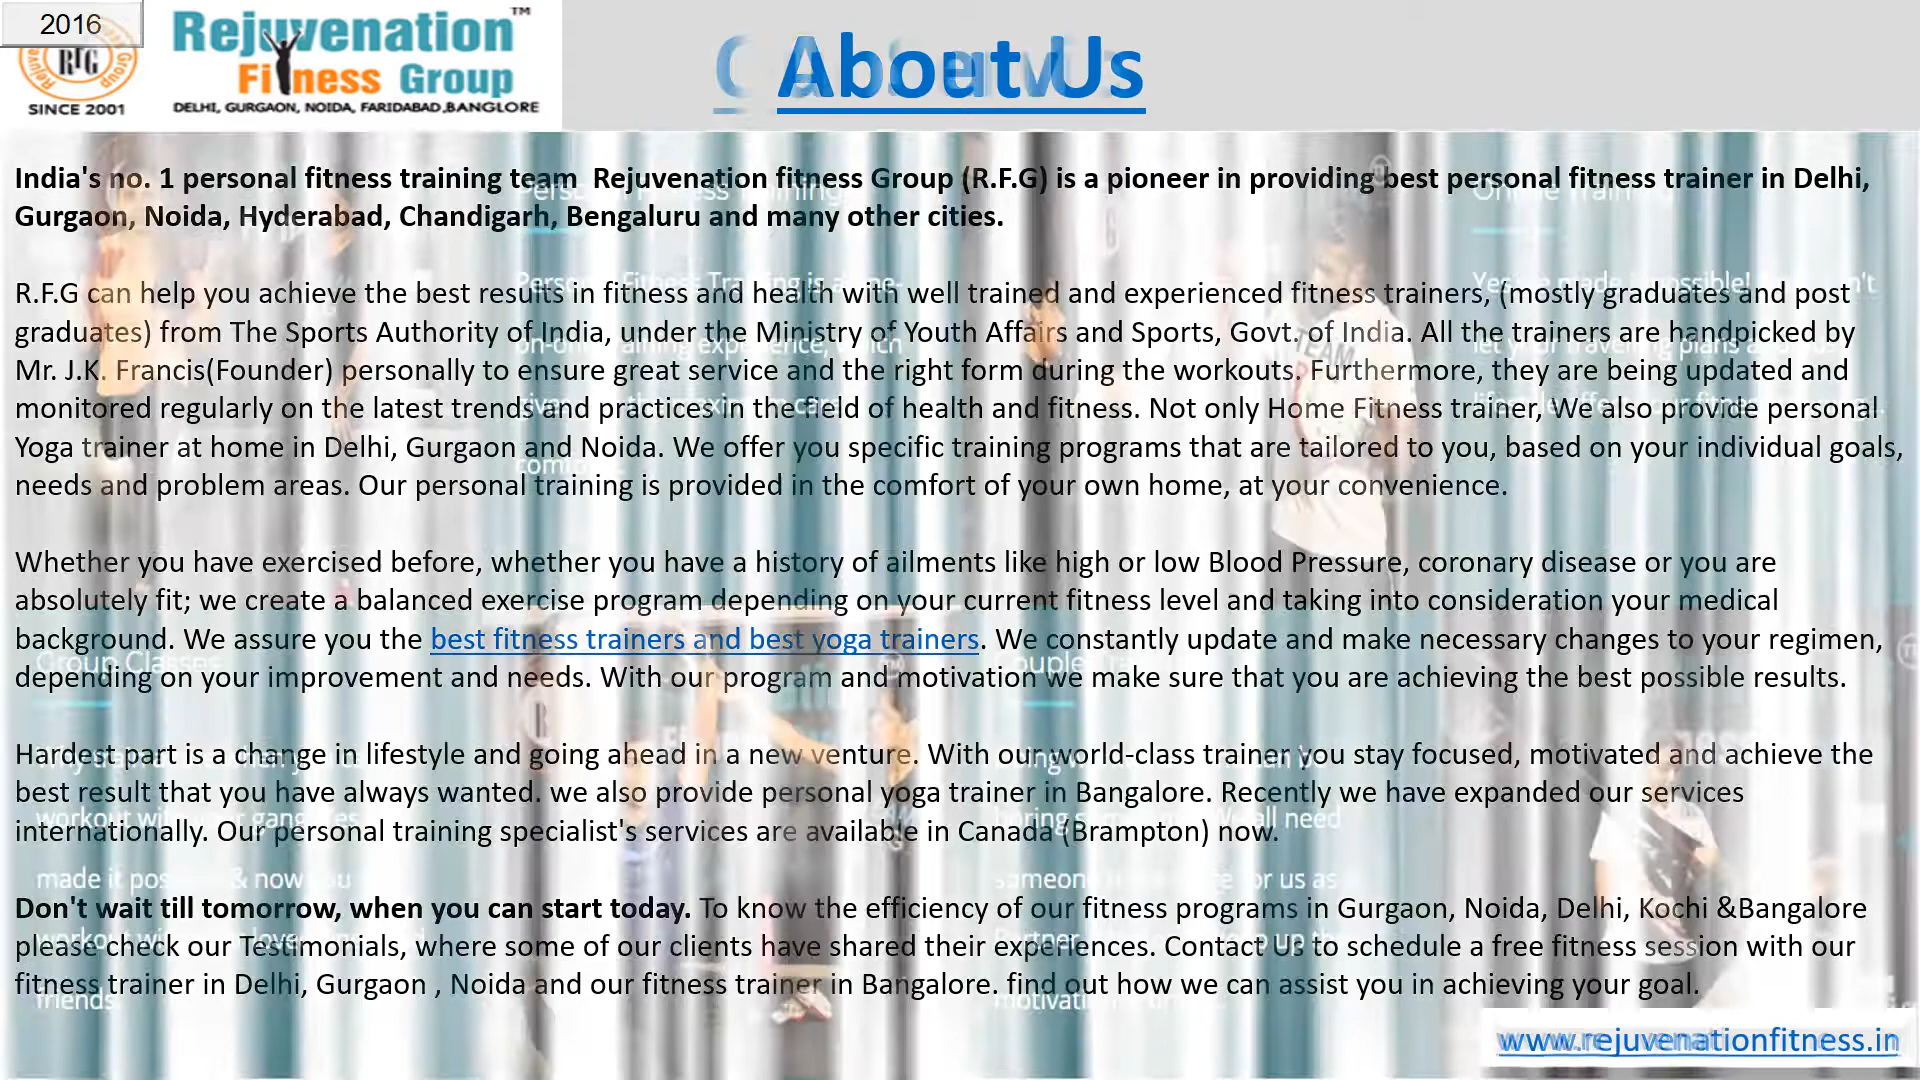 2016
RFG
SINCE 2001
Rejuvenation™
Fitness Group
DELHI, GURGAON, NOIDA, FARIDABAD,BANGLORE
About Us
India's no. 1 personal fitness training team  Rejuvenation fitness Group (R.F.G) is a pioneer in providing best personal fitness trainer in Delhi,
Gurgaon, Noida, Hyderabad, Chandigarh, Bengaluru and many other cities.
R.F.G can help you achieve the best results in fitness and health with well trained and experienced fitness trainers, (mostly graduates and post
graduates) from The Sports Authority of India, under the Ministry of Youth Affairs and Sports, Govt. of India. All the trainers are handpicked by
Mr. J.K. Francis(Founder) personally to ensure great service and the right form during the workouts. Furthermore, they are being updated and
monitored regularly on the latest trends and practices in the field of health and fitness. Not only Home Fitness trainer, We also provide personal
Yoga trainer at home in Delhi, Gurgaon and Noida. We offer you specific training programs that are tailored to you, based on your individual goals,
needs and problem areas. Our personal training is provided in the comfort of your own home, at your convenience.
Whether you have exercised before, whether you have a history of ailments like high or low Blood Pressure, coronary disease or you are
absolutely fit; we create a balanced exercise program depending on your current fitness level and taking into consideration your medical
background. We assure you the best fitness trainers and best yoga trainers. We constantly update and make necessary changes to your regimen,
depending on your improvement and needs. With our program and motivation we make sure that you are achieving the best possible results.
Hardest part is a change in lifestyle and going ahead in a new venture. With our world-class trainer you stay focused, motivated and achieve the
best result that you have always wanted. we also provide personal yoga trainer in Bangalore. Recently we have expanded our services
internationally. Our personal training specialist's services are available in Canada (Brampton) now.
Don't wait till tomorrow, when you can start today. To know the efficiency of our fitness programs in Gurgaon, Noida, Delhi, Kochi &Bangalore
please check our Testimonials, where some of our clients have shared their experiences. Contact Us to schedule a free fitness session with our
fitness trainer in Delhi, Gurgaon , Noida and our fitness trainer in Bangalore. find out how we can assist you in achieving your goal.
www.rejuvenationfitness.in